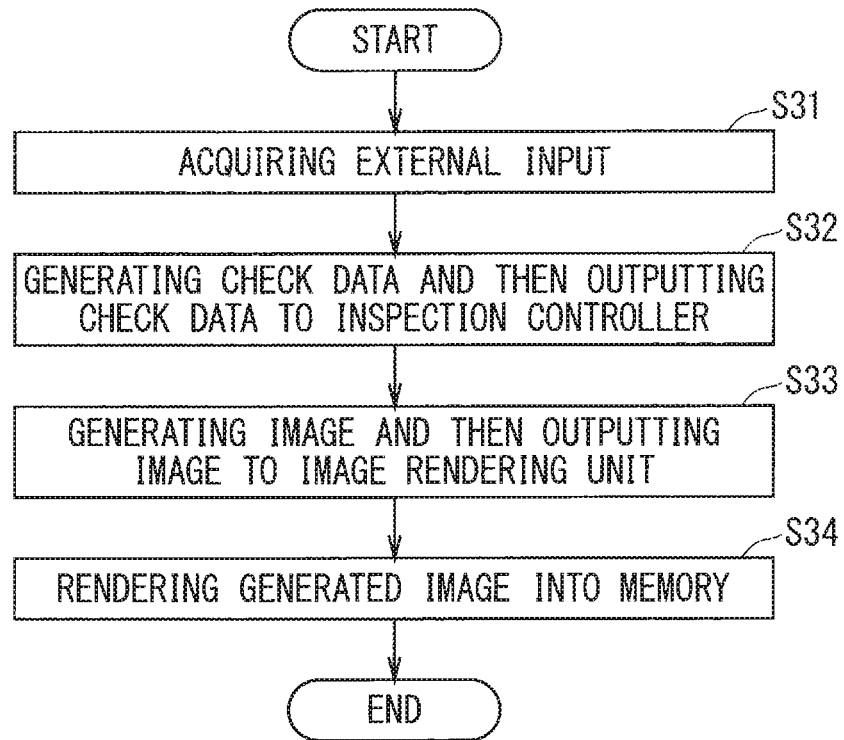 START
S31
ACQUIRING EXTERNAL INPUT
S32
GENERATING CHECK DATA AND THEN OUTPUTTING
CHECK DATA TO INSPECTION CONTROLLER
S33
GENERATING IMAGE AND THEN OUTPUTTING
IMAGE TO IMAGE RENDERING UNIT
S34
RENDERING GENERATED IMAGE INTO MEMORY
END